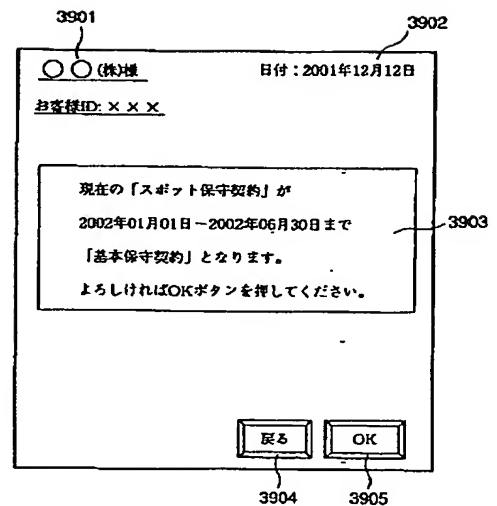 3901
3902
○○(株)様 日付：2001年12月12日
お客様ID: × × ×
現在の「スポット保守契約」が
2002年01月01日－2002年06月30日まで
「基本保守契約」となります。
よろしければOKボタンを押してください。
3903
戻る OK
3904 3905